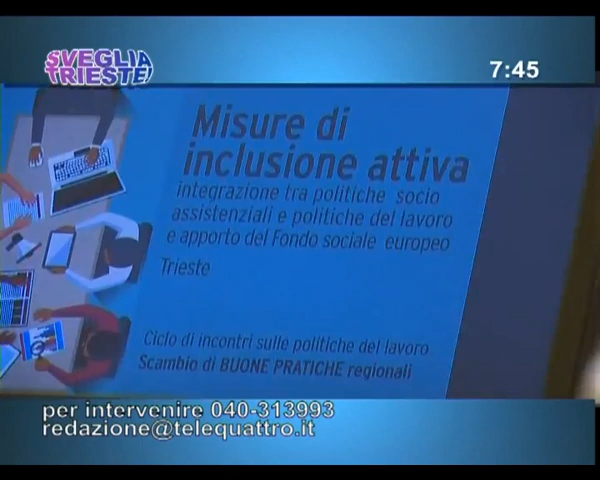 SVEGLIA
TRIESTE!
7:45
Misure di
inclusione attiva
integrazione tra politiche socio
assistenziali e politiche del lavoro
e apporto del Fondo sociale europeo
Trieste
Ciclo di incontri sulle politiche del lavoro
Scambio di BUONE PRATICHE regionali
per intervenire 040-313993
redazione@telequattro.it